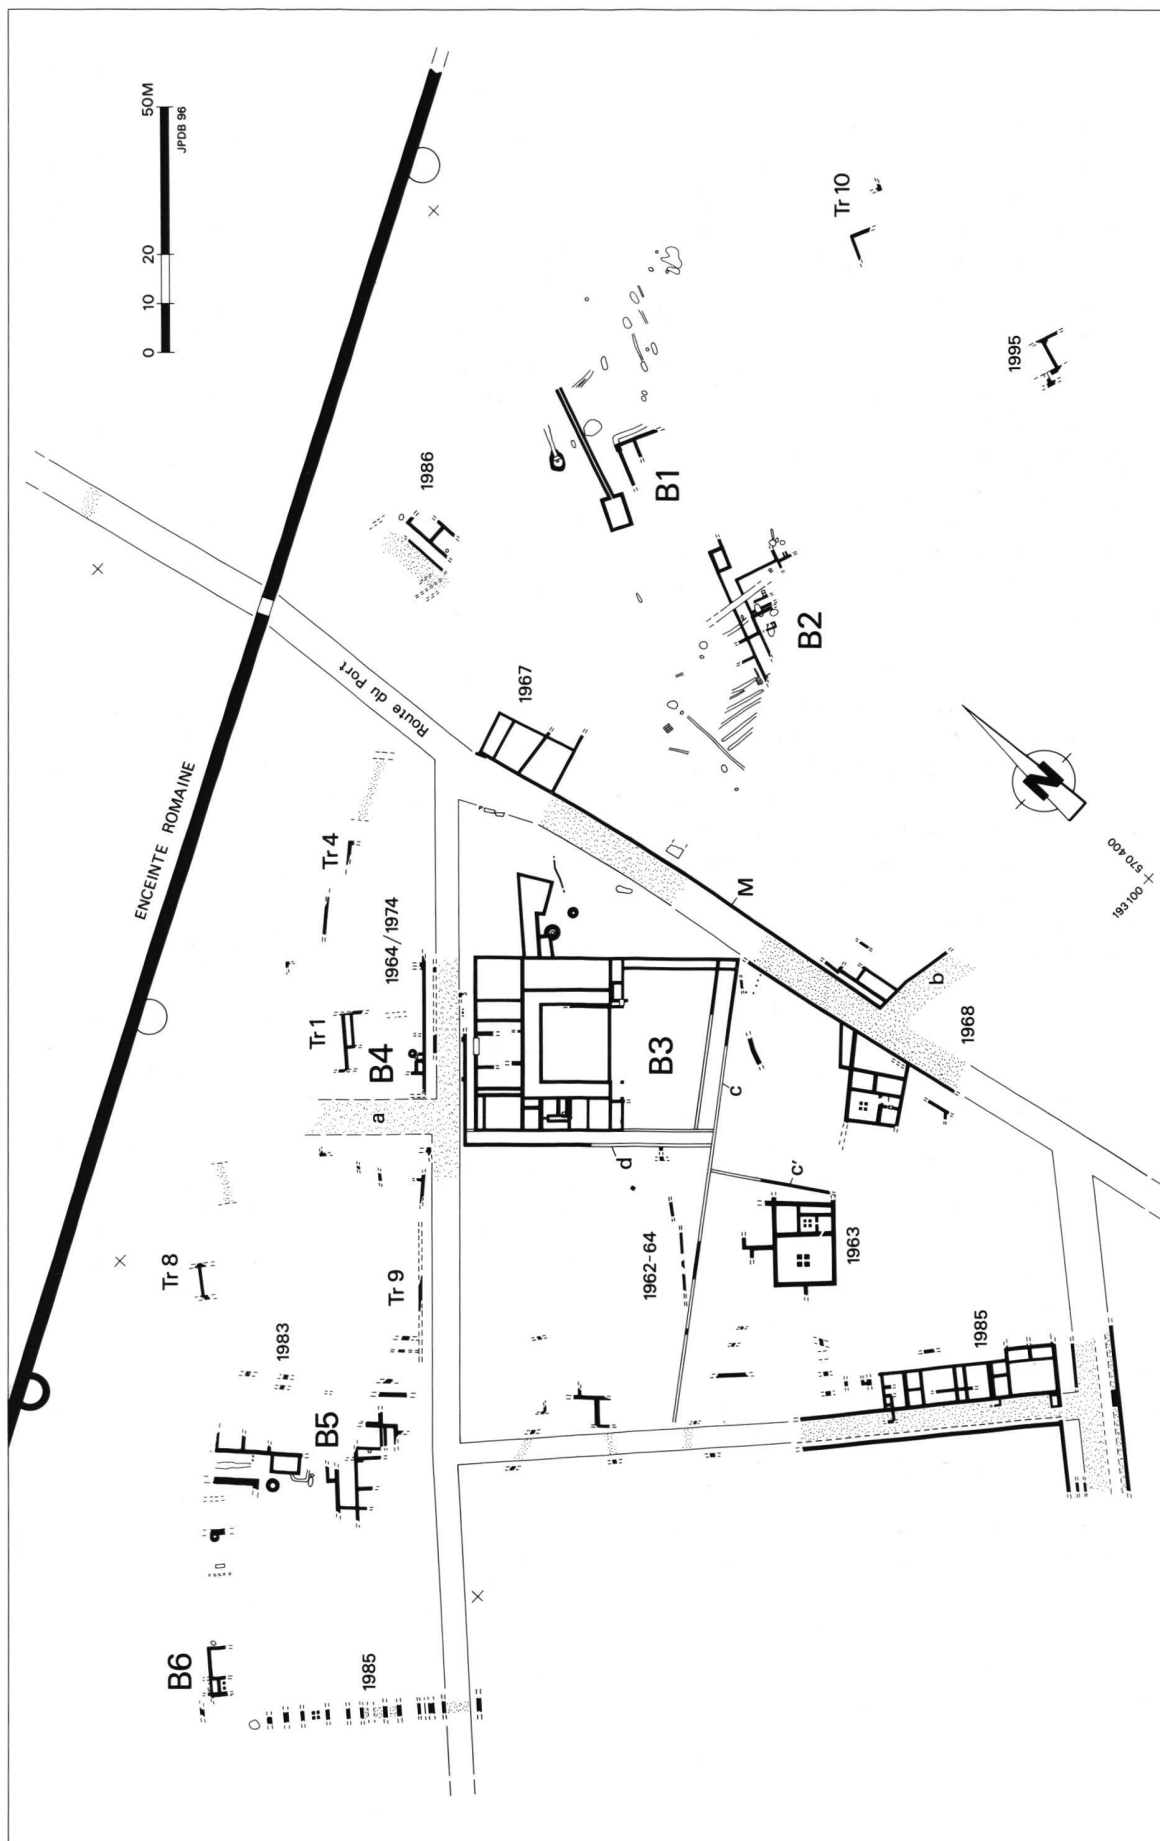 50M
20
10
0
JPDB 96
ENCEINTE ROMAINE
Route du Port
1986
Tr 10
1995
B1
B2
1967
N
570 400
193 100
Tr 4
1964/1974
Tr 1
B4
a
B3
M
b
1968
c
d
c'
1963
1962-64
Tr 8
Tr 9
1983
B5
1985
B6
1985